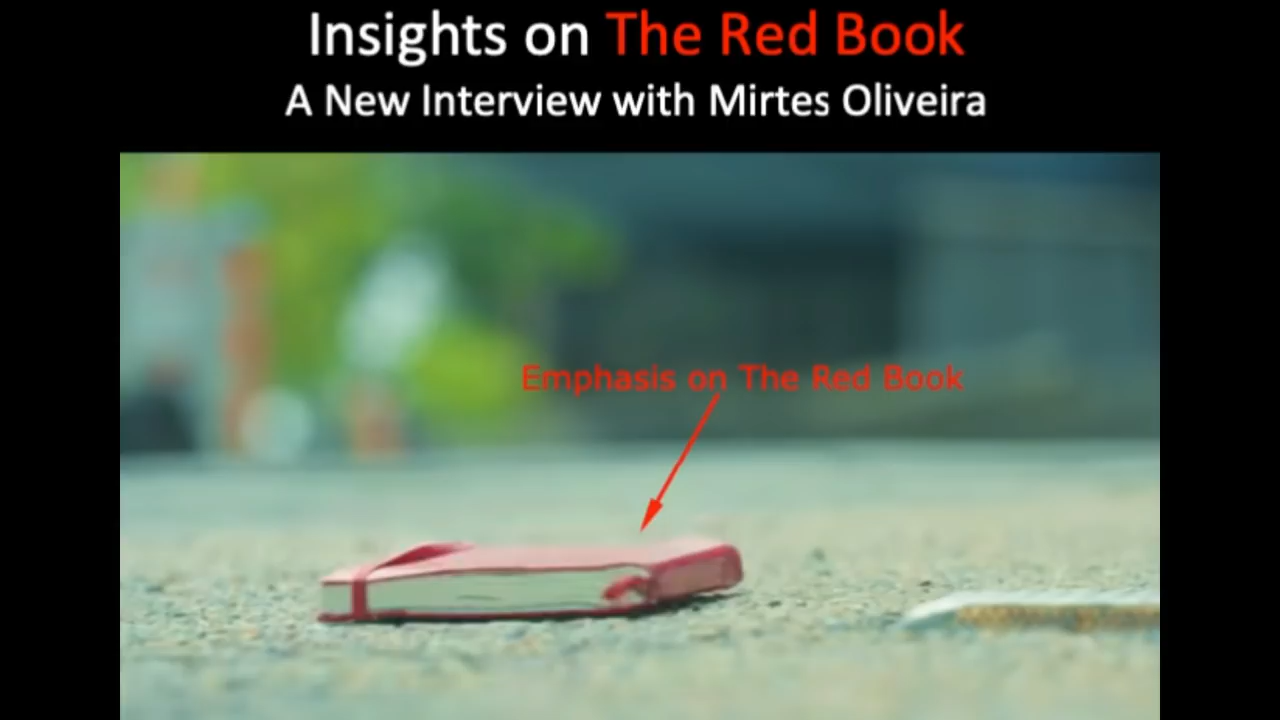 Insights on The Red Book
A New Interview with Mirtes Oliveira
Emphasis on The Red Book